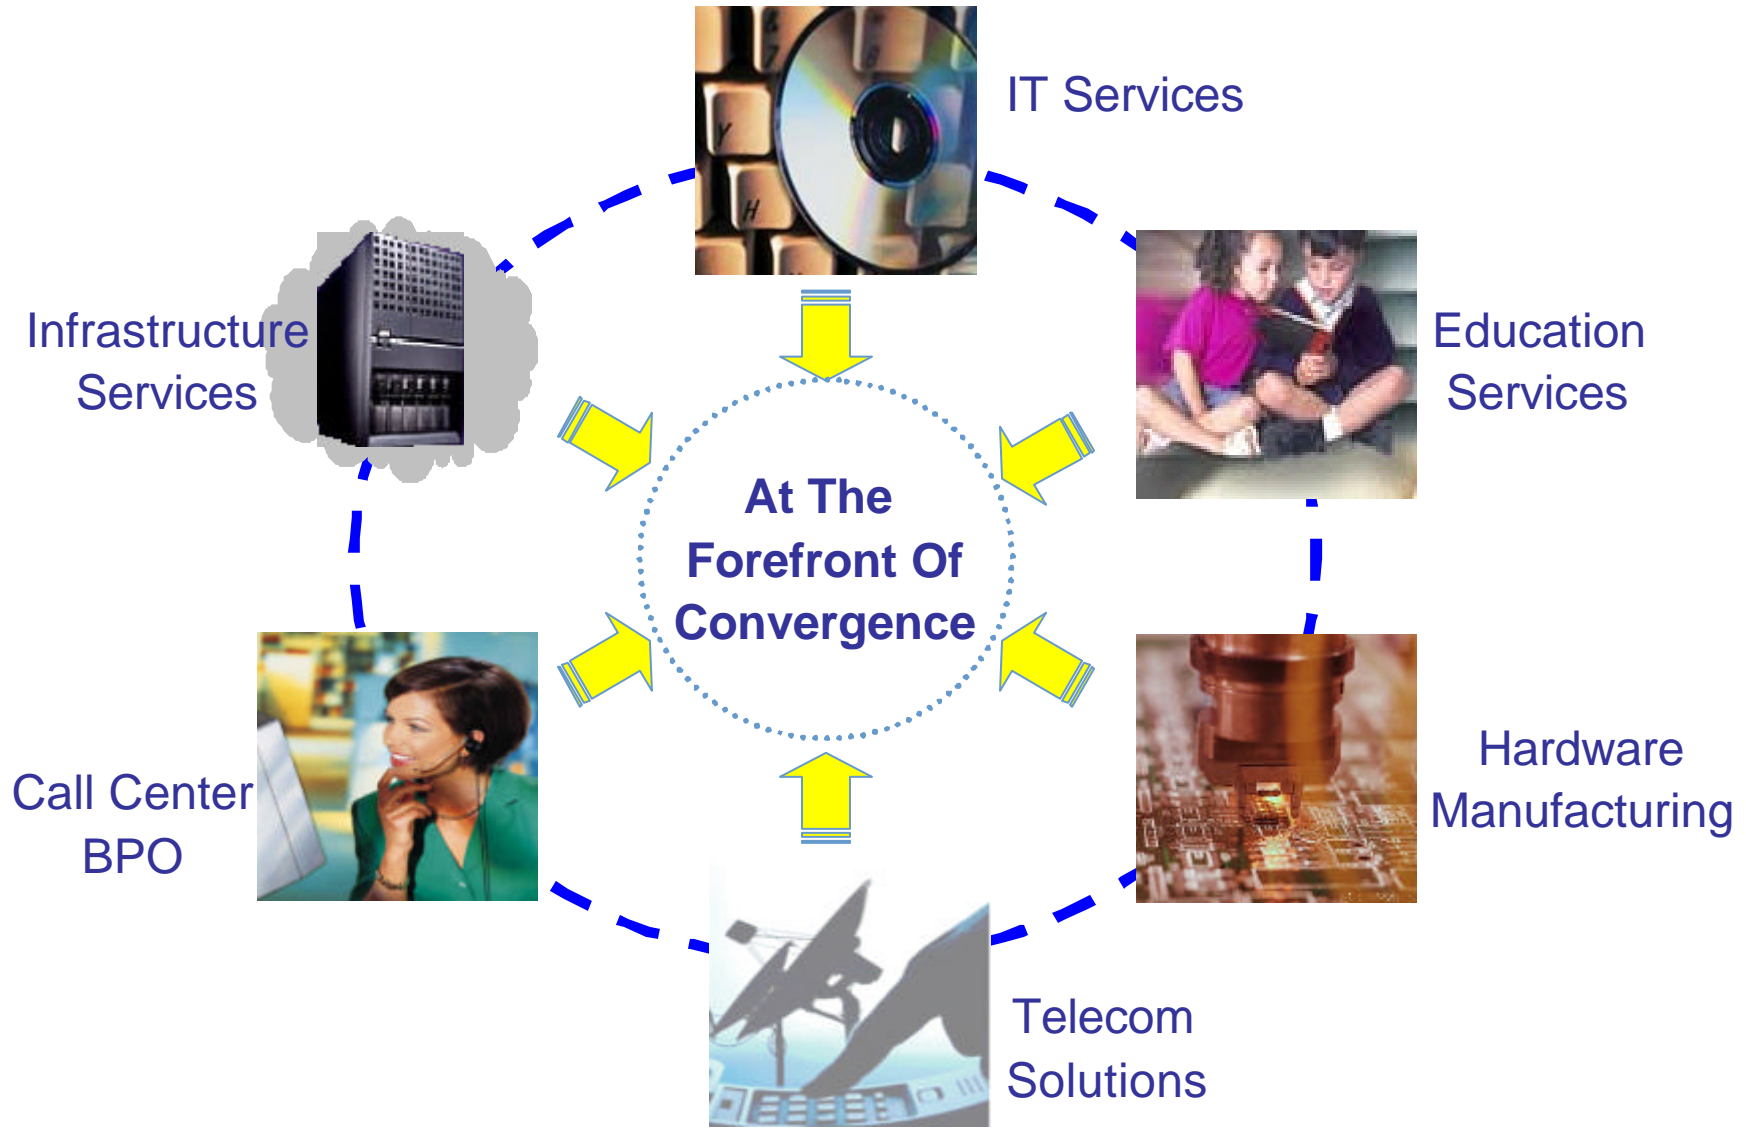 IT Services
Infrastructure
Services
Education
Services
At The
Forefront Of
Convergence
Call Center
BPO
Hardware
Manufacturing
Telecom
Solutions
Y
H